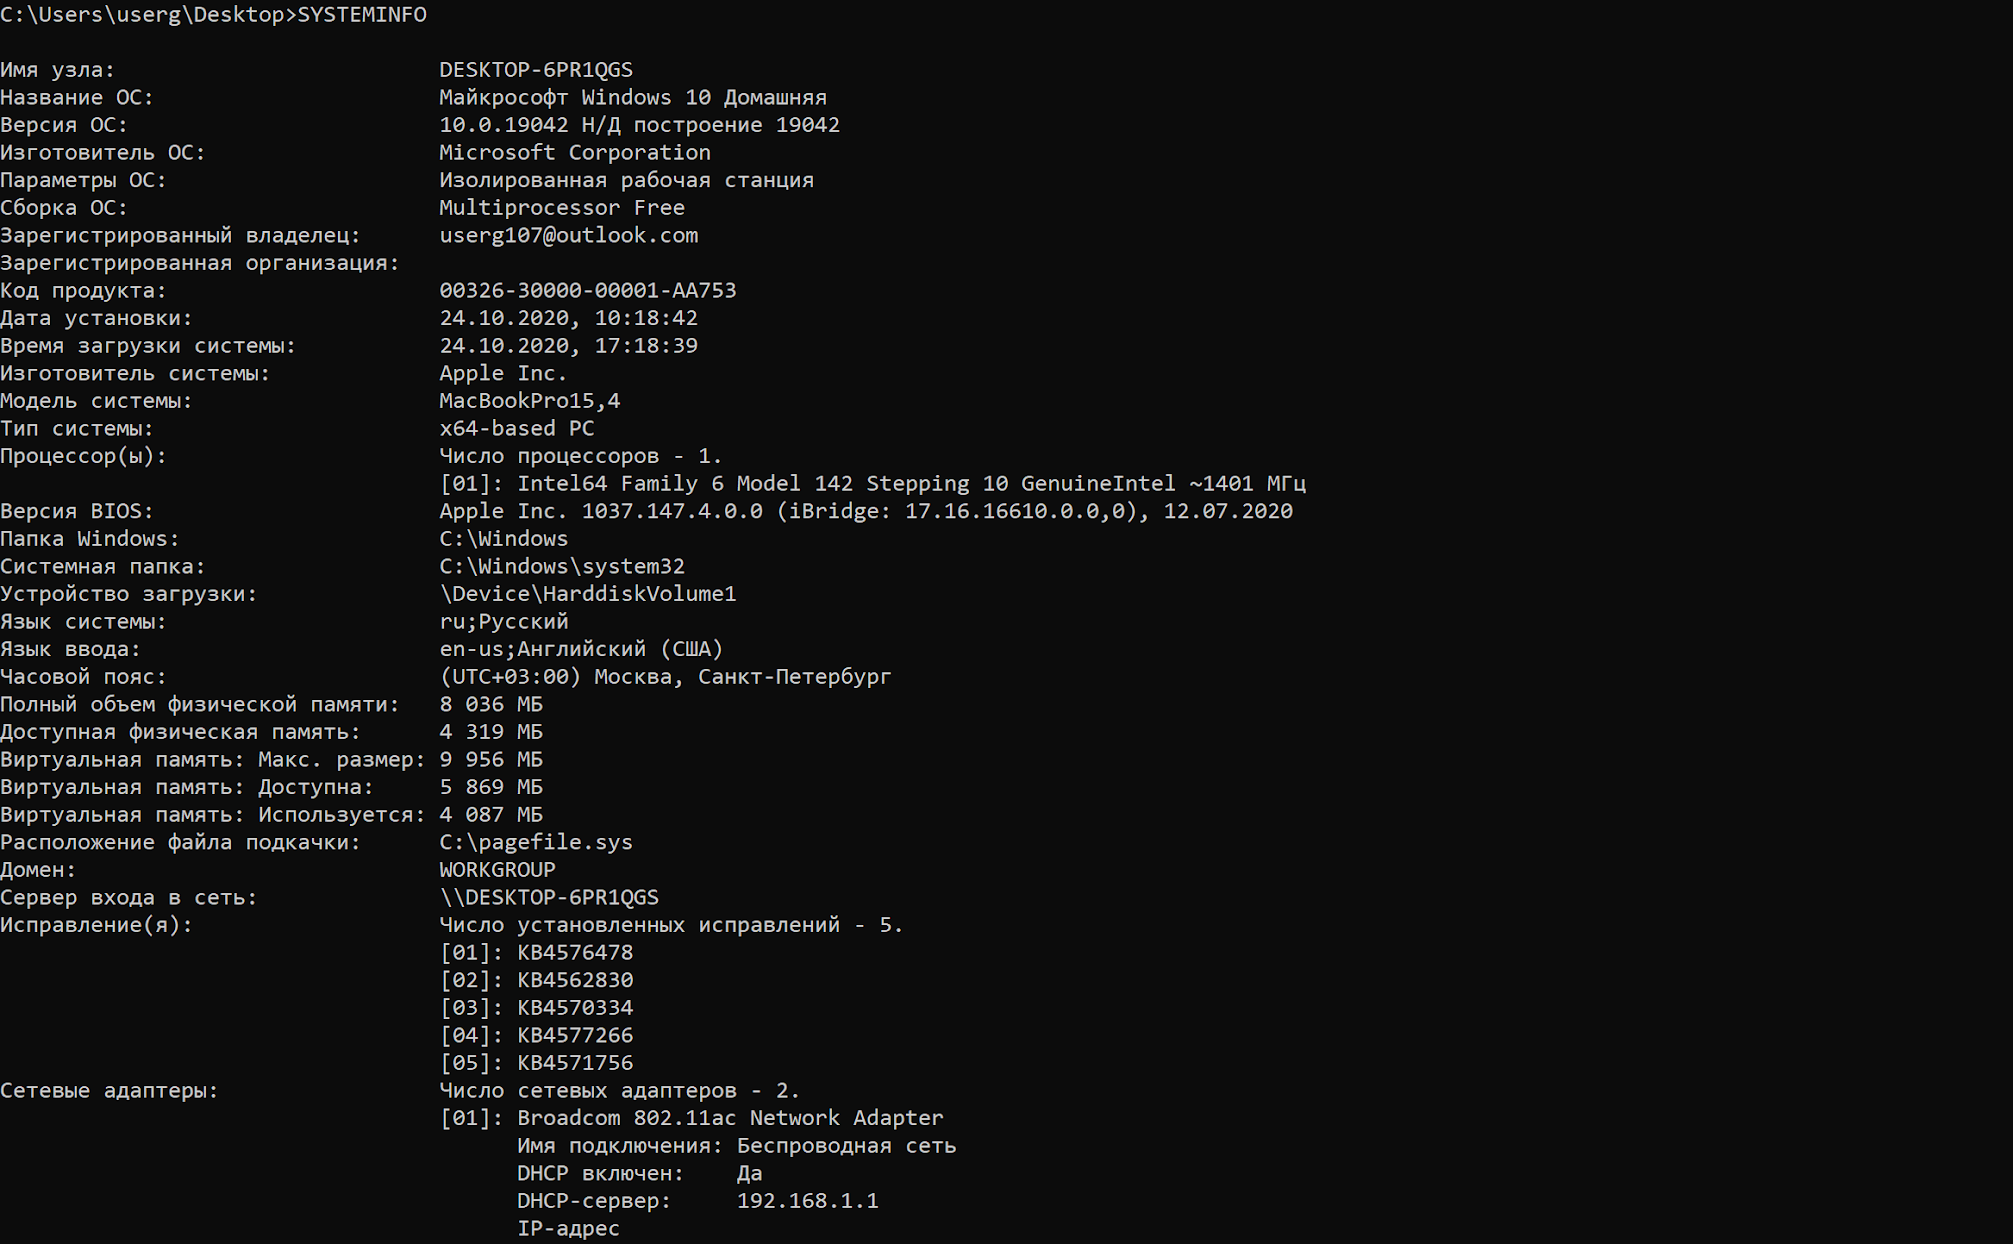 C:\Users\userg\Desktop>SYSTEMINFO
Имя узла: DESKTOP-6PR1QGS
Название ОС: Майкрософт Windows 10 Домашняя
Версия ОС: 10.0.19042 Н/Д построение 19042
Изготовитель ОС: Microsoft Corporation
Параметры ОС: Изолированная рабочая станция
Сборка ОС: Multiprocessor Free
Зарегистрированный владелец: userg107@outlook.com
Зарегистрированная организация:
Код продукта: 00326-30000-00001-AA753
Дата установки: 24.10.2020, 10:18:42
Время загрузки системы: 24.10.2020, 17:18:39
Изготовитель системы: Apple Inc.
Модель системы: MacBookPro15,4
Тип системы: x64-based PC
Процессор(ы): Число процессоров - 1.
[01]: Intel64 Family 6 Model 142 Stepping 10 GenuineIntel ~1401 МГц
Версия BIOS: Apple Inc. 1037.147.4.0.0 (iBridge: 17.16.16610.0.0,0), 12.07.2020
Папка Windows: C:\Windows
Системная папка: C:\Windows\system32
Устройство загрузки: \Device\HarddiskVolume1
Язык системы: ru;Русский
Язык ввода: en-us;Английский (США)
Часовой пояс: (UTC+03:00) Москва, Санкт-Петербург
Полный объем физической памяти: 8 036 МБ
Доступная физическая память: 4 319 МБ
Виртуальная память: Макс. размер: 9 956 МБ
Виртуальная память: Доступна: 5 869 МБ
Виртуальная память: Используется: 4 087 МБ
Расположение файла подкачки: C:\pagefile.sys
Домен: WORKGROUP
Сервер входа в сеть: \\DESKTOP-6PR1QGS
Исправление(я): Число установленных исправлений - 5.
[01]: KB4576478
[02]: KB4562830
[03]: KB4570334
[04]: KB4577266
[05]: KB4571756
Сетевые адаптеры: Число сетевых адаптеров - 2.
[01]: Broadcom 802.11ac Network Adapter
Имя подключения: Беспроводная сеть
DHCP включен: Да
DHCP-сервер: 192.168.1.1
IP-адрес